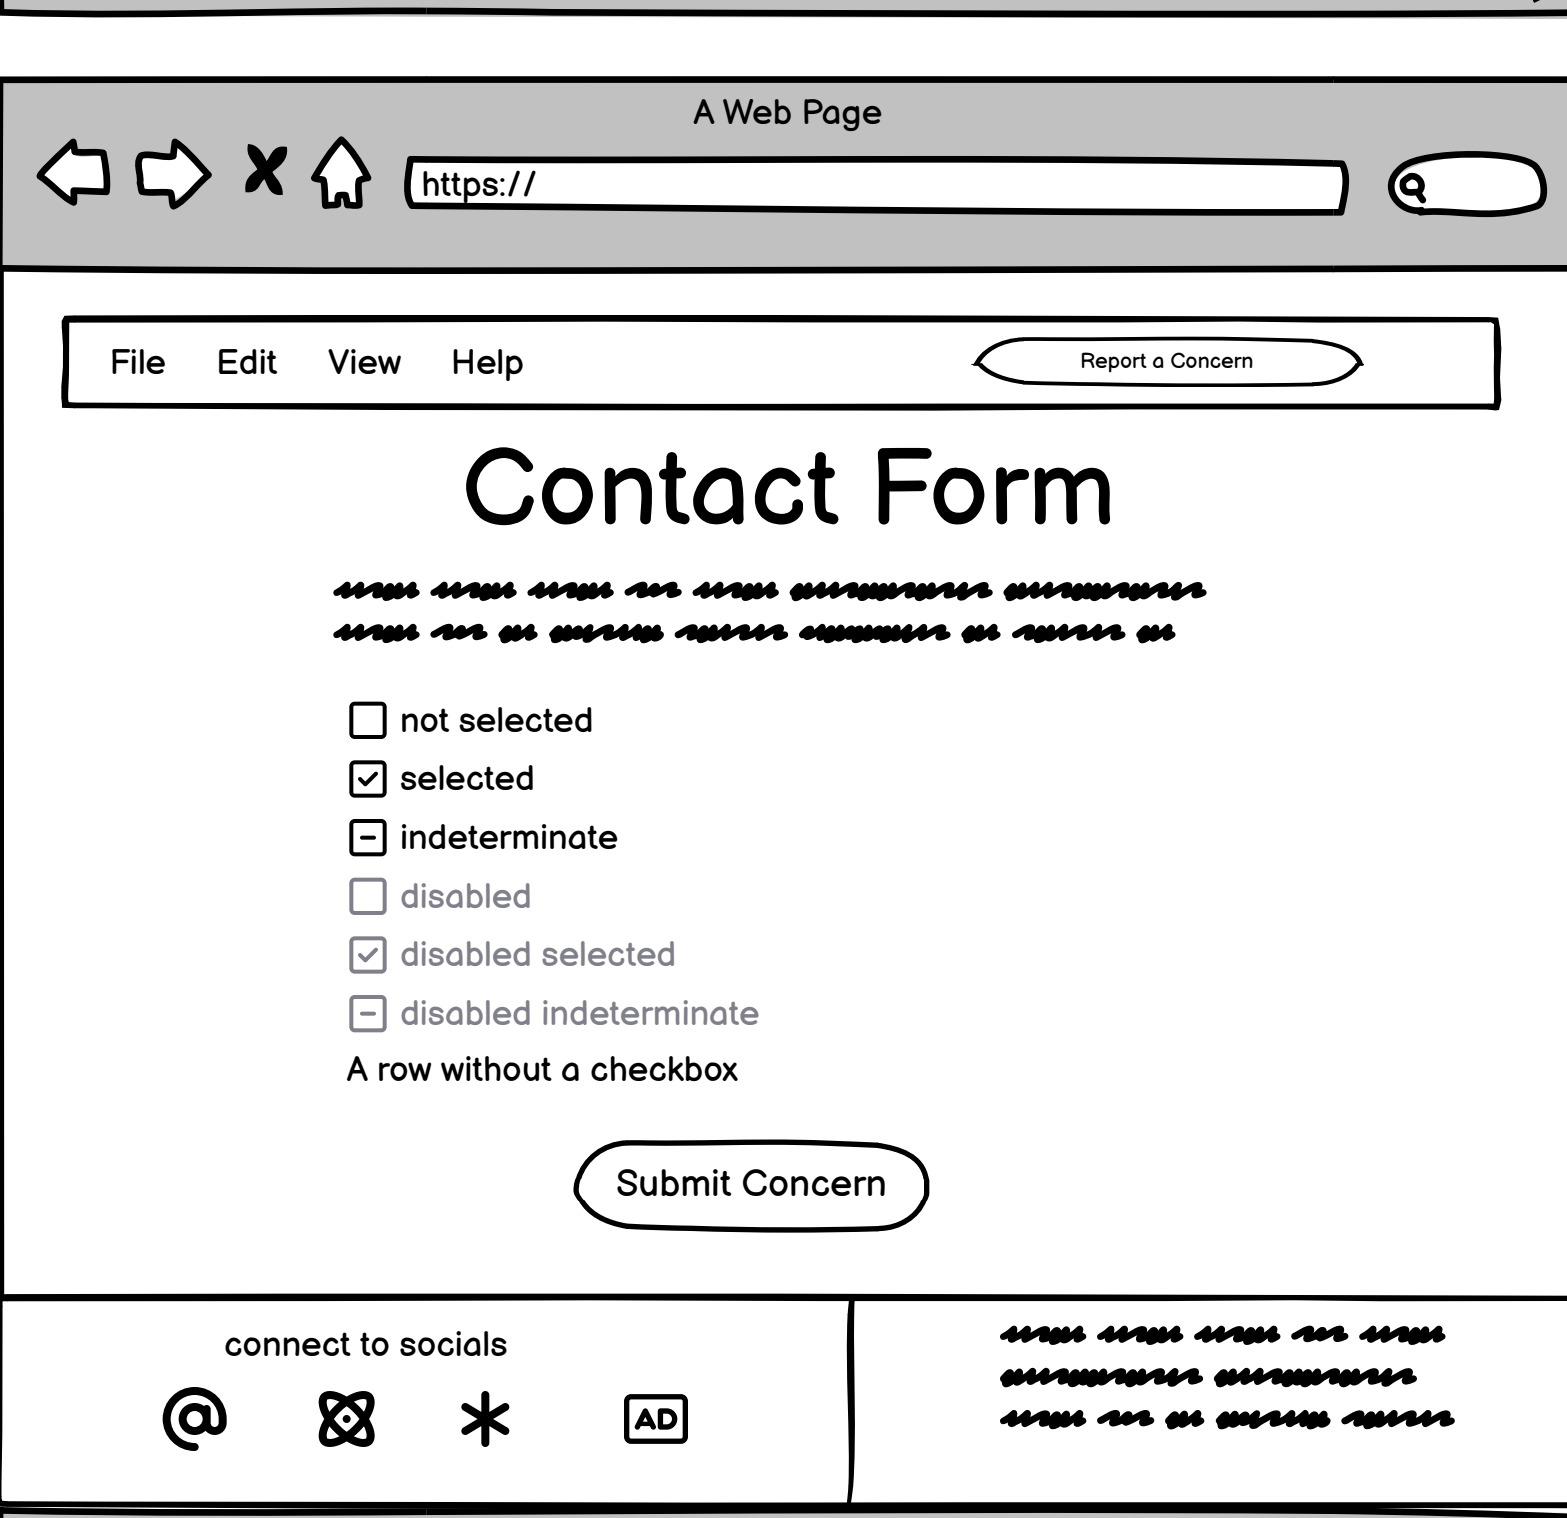 A Web Page
https://
File Edit View Help Report a Concern
Contact Form
not selected
selected
indeterminate
disabled
disabled selected
disabled indeterminate
A row without a checkbox
Submit Concern
connect to socials
@
AD